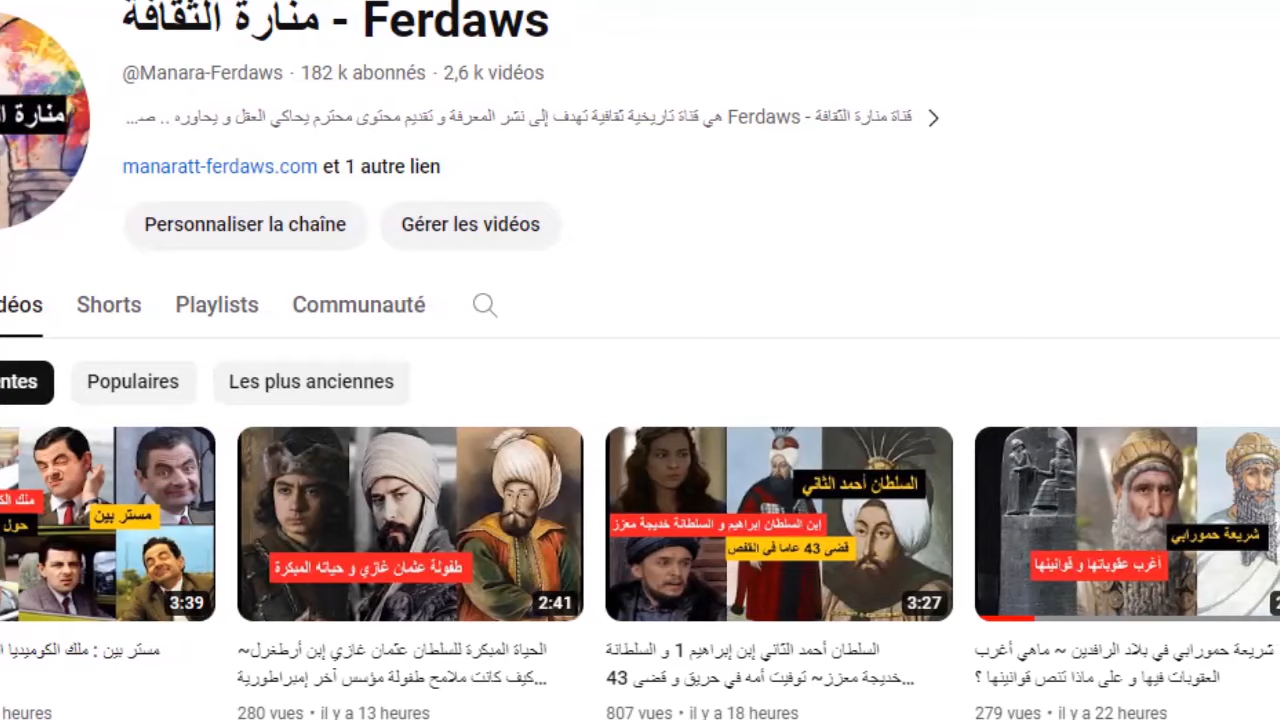 منارة الثقافة - Ferdaws
@Manara-Ferdaws · 182 k abonnés · 2,6 k vidéos
قناة منارة الثقافة - Ferdaws هي قناة تاريخية ثقافية تهدف إلى نشر المعرفة و تقديم محتوى محترم يحاكي العقل و يحاوره .. صـ...
منارة ا
manaratt-ferdaws.com et 1 autre lien
Personnaliser la chaîne Gérer les vidéos
déos Shorts Playlists Communauté
entes Populaires Les plus anciennes
ملك الك
حول
مستر بين
3:39
طفولة عثمان غازي و حياته المبكرة
2:41
السلطان أحمد الثاني
إبن السلطان إبراهيم و السلطانة خديجة معزز
قضى 43 عاما في القفص
3:27
شريعة حمورابي
أغرب عقوباتها و قوانينها
مستر بين : ملك الكوميديا ا
الحياة المبكرة للسلطان عثمان غازي إبن أرطغرل~
كيف كانت ملامح طفولة مؤسس آخر إمبراطورية...
السلطان أحمد الثاني إبن إبراهيم 1 و السلطانة
خديجة معزز~ توفيت أمه في حريق و قضى 43...
شريعة حمورابي في بلاد الرافدين ~ ماهي أغرب
العقوبات فيها و على ماذا تنص قوانينها ؟
heures
280 vues • il y a 13 heures
807 vues • il y a 18 heures
279 vues • il y a 22 heures